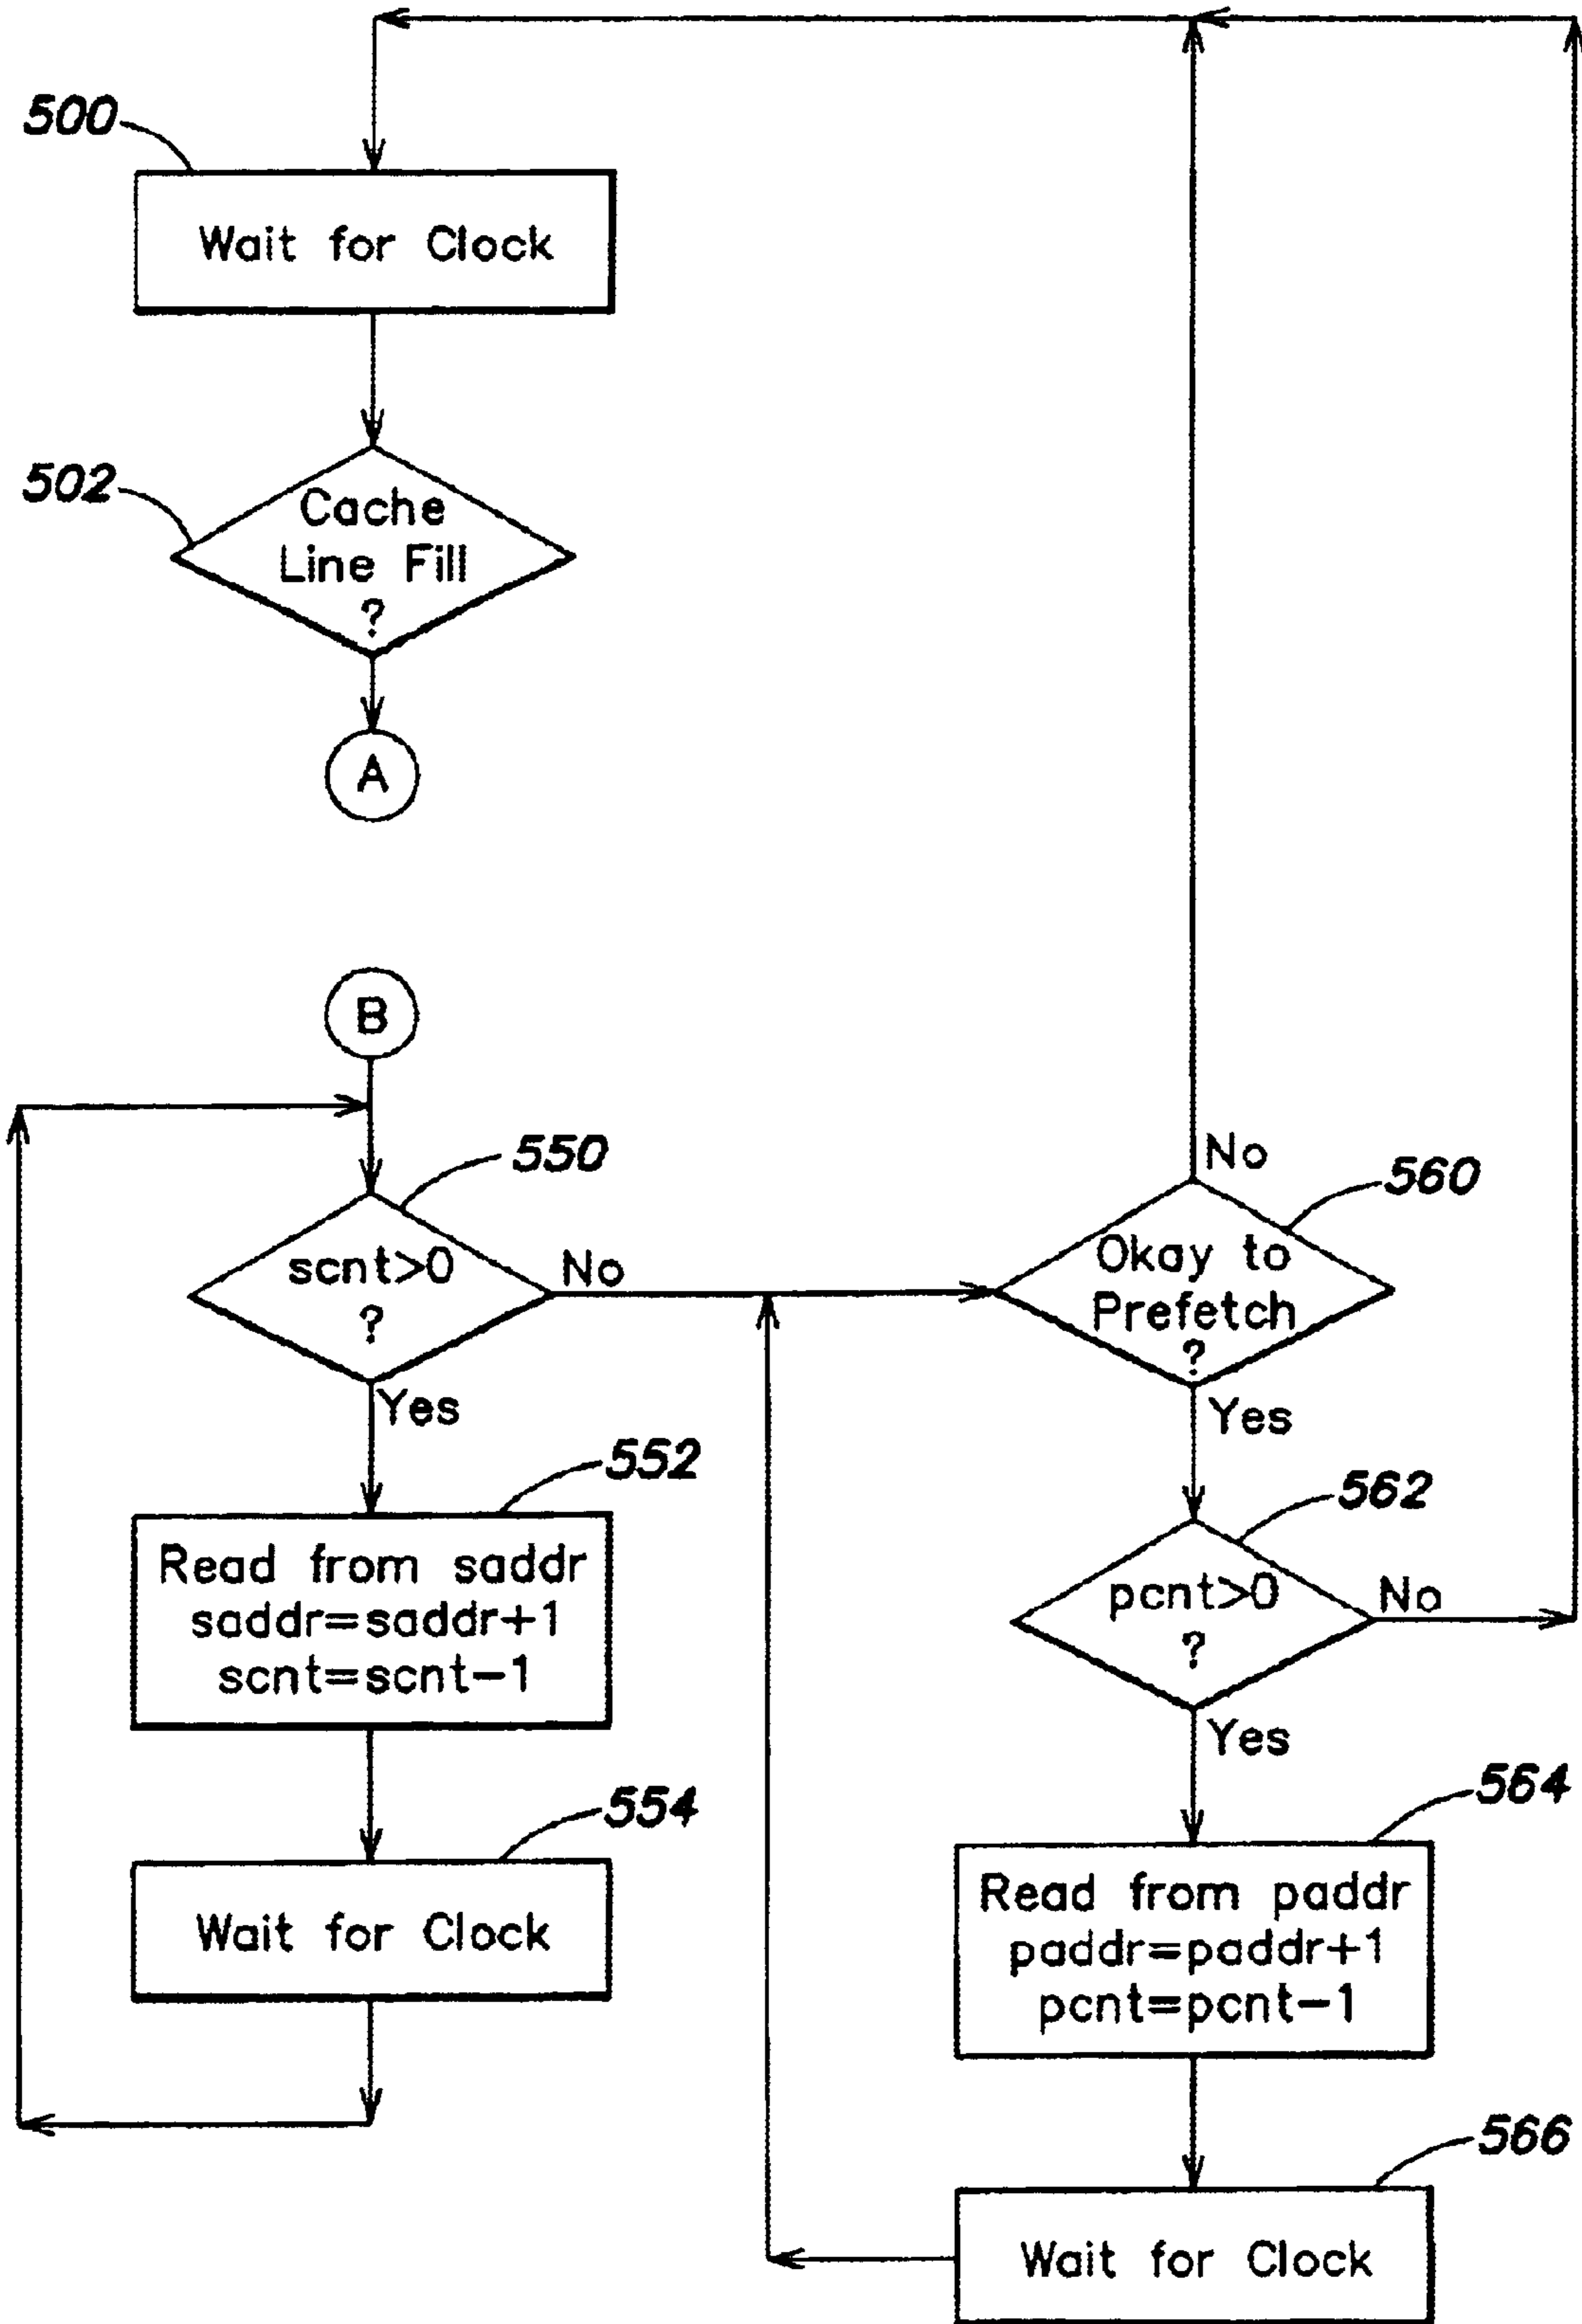 500
Wait for Clock
502
Cache
Line Fill
?
A
B
550
scnt>0
?
No
Yes
552
Read from saddr
saddr=saddr+1
scnt=scnt-1
554
Wait for Clock
No
560
Okay to
Prefetch
?
Yes
562
pcnt>0
?
No
Yes
564
Read from paddr
paddr=paddr+1
pcnt=pcnt-1
566
Wait for Clock